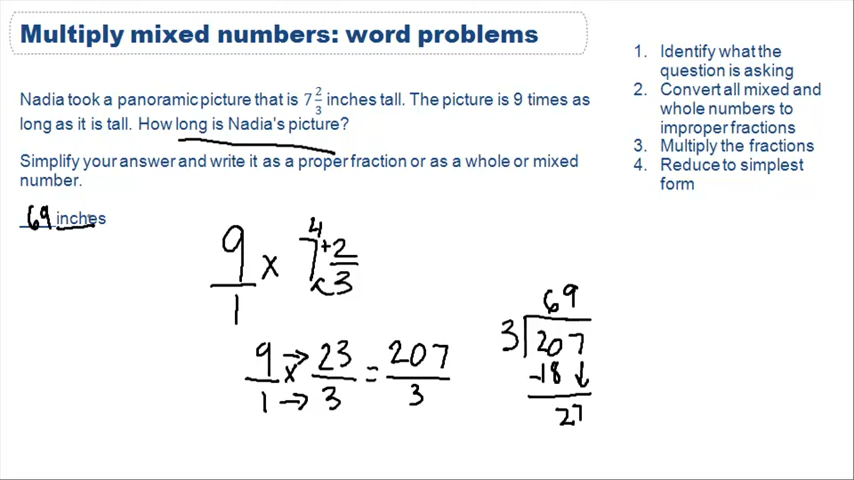 Multiply mixed numbers: word problems
Nadia took a panoramic picture that is 7 2/3 inches tall. The picture is 9 times as
long as it is tall. How long is Nadia's picture?
Simplify your answer and write it as a proper fraction or as a whole or mixed
number.
69 inches
1. Identify what the
question is asking
2. Convert all mixed and
whole numbers to
improper fractions
3. Multiply the fractions
4. Reduce to simplest
form
4
9/1 x 7 + 2/3
9/1 x → → 23/3 = 207/3
69
3 207
-18 ↓
27